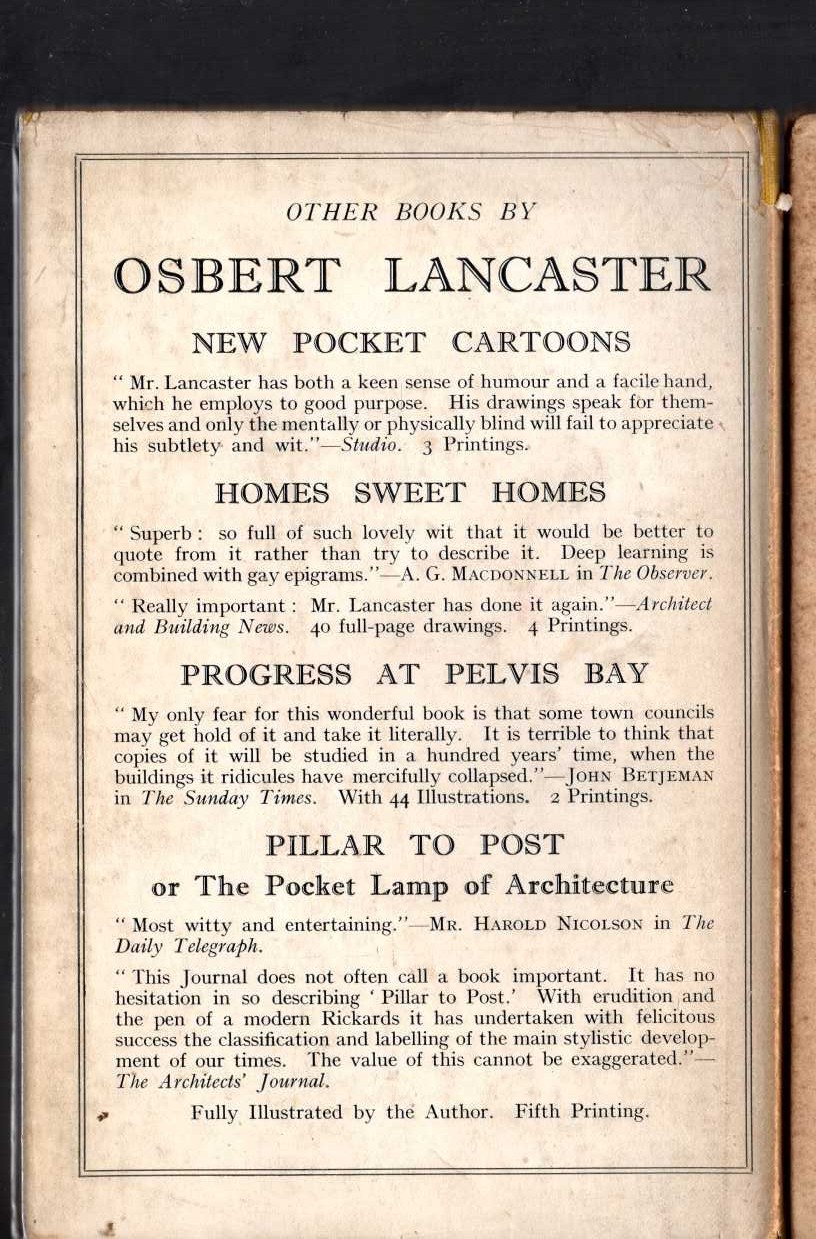 OTHER BOOKS BY
OSBERT LANCASTER
NEW POCKET CARTOONS
“ Mr. Lancaster has both a keen sense of humour and a facile hand,
which he employs to good purpose. His drawings speak for them-
selves and only the mentally or physically blind will fail to appreciate
his subtlety and wit.”—Studio. 3 Printings.
HOMES SWEET HOMES
“ Superb : so full of such lovely wit that it would be better to
quote from it rather than try to describe it. Deep learning is
combined with gay epigrams.”—A. G. MACDONNELL in The Observer.
“ Really important : Mr. Lancaster has done it again.”—Architect
and Building News. 40 full-page drawings. 4 Printings.
PROGRESS AT PELVIS BAY
“ My only fear for this wonderful book is that some town councils
may get hold of it and take it literally. It is terrible to think that
copies of it will be studied in a hundred years’ time, when the
buildings it ridicules have mercifully collapsed.”—JOHN BETJEMAN
in The Sunday Times. With 44 Illustrations. 2 Printings.
PILLAR TO POST
or The Pocket Lamp of Architecture
“ Most witty and entertaining.”—MR. HAROLD NICOLSON in The
Daily Telegraph.
“ This Journal does not often call a book important. It has no
hesitation in so describing ‘ Pillar to Post.’ With erudition and
the pen of a modern Rickards it has undertaken with felicitous
success the classification and labelling of the main stylistic develop-
ment of our times. The value of this cannot be exaggerated.”—
The Architects’ Journal.
Fully Illustrated by the Author. Fifth Printing.